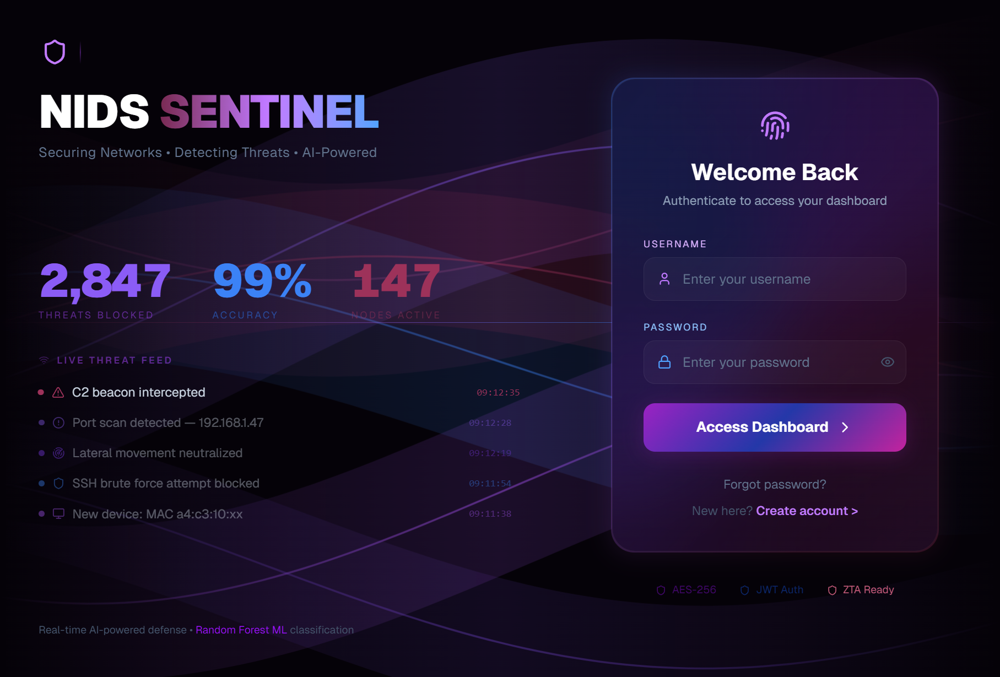 NIDS SENTINEL
Securing Networks • Detecting Threats • AI-Powered
2,847
THREATS BLOCKED
99%
ACCURACY
147
NODES ACTIVE
LIVE THREAT FEED
C2 beacon intercepted 09:12:35
Port scan detected — 192.168.1.47 09:12:28
Lateral movement neutralized 09:12:19
SSH brute force attempt blocked 09:11:54
New device: MAC a4:c3:10:xx 09:11:38
Real-time AI-powered defense • Random Forest ML classification
Welcome Back
Authenticate to access your dashboard
USERNAME
Enter your username
PASSWORD
Enter your password
Access Dashboard
Forgot password?
New here? Create account >
AES-256 JWT Auth ZTA Ready